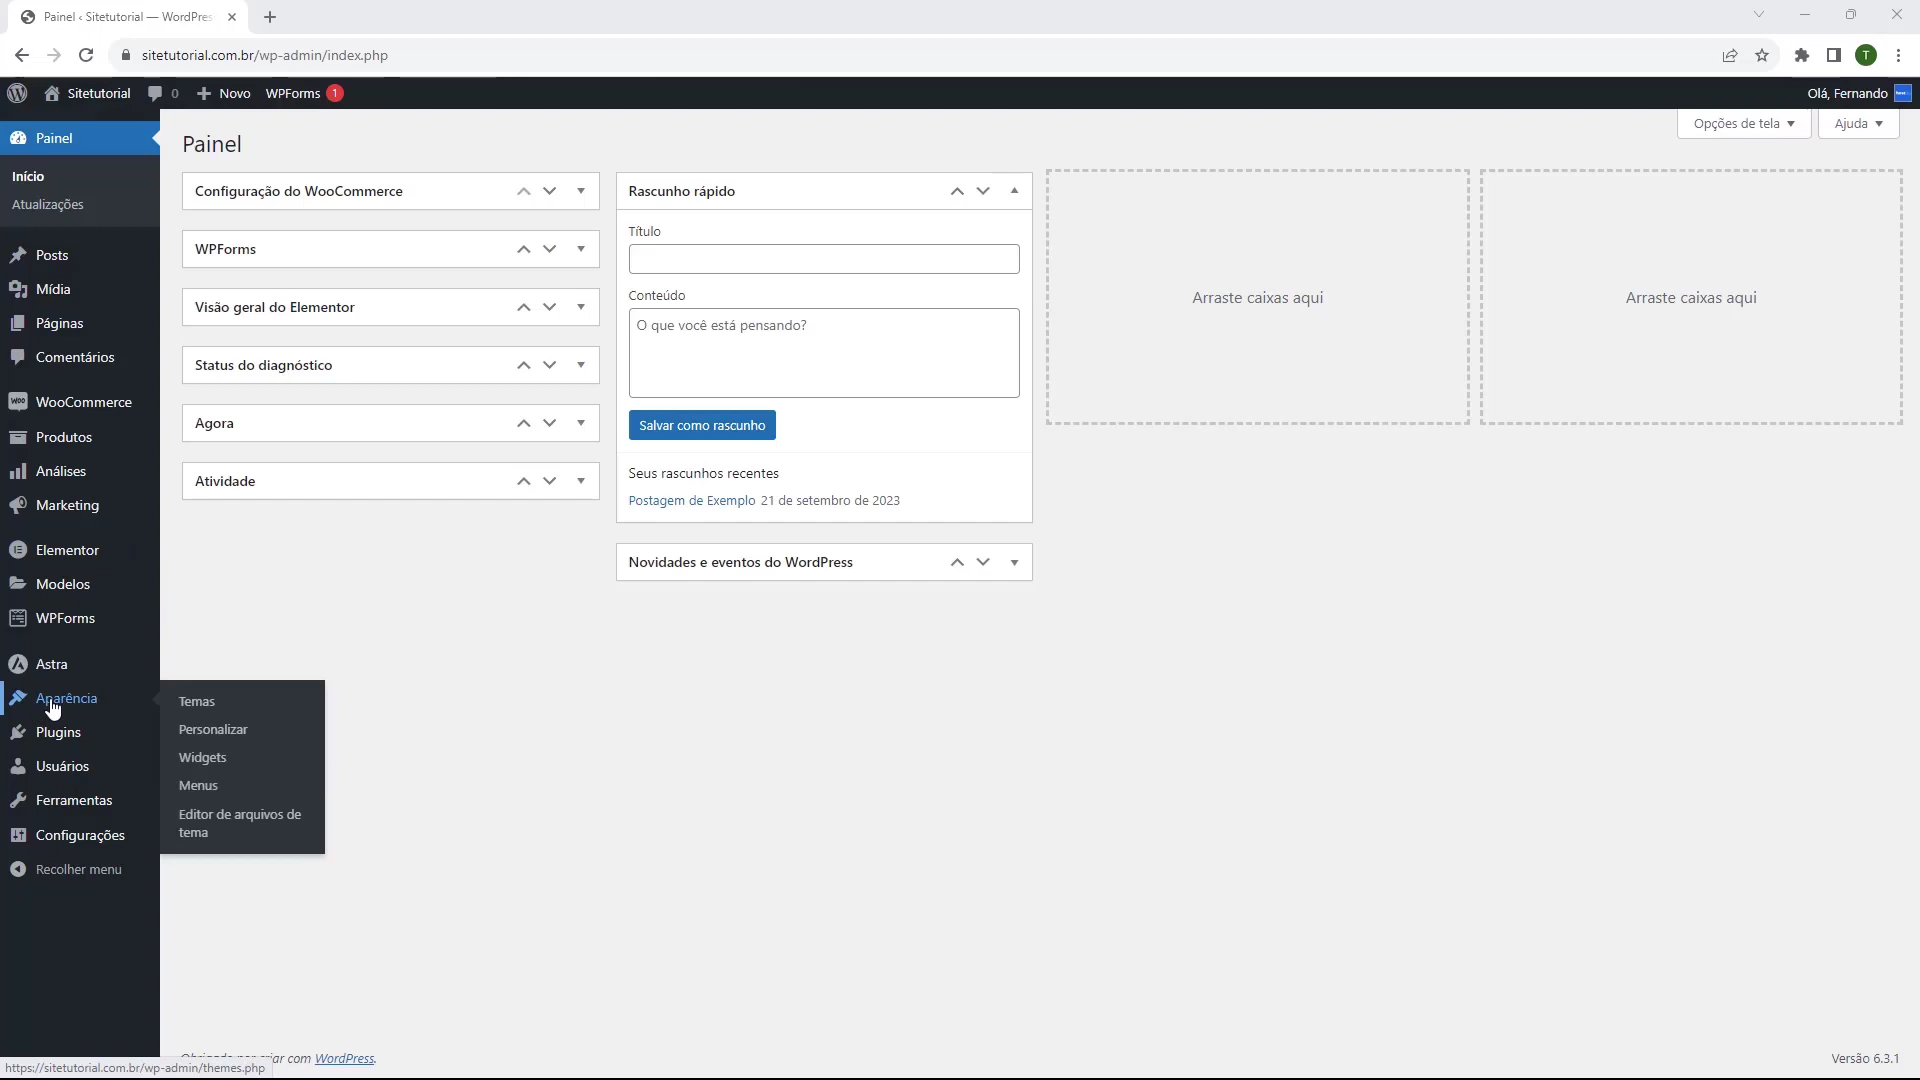 Painel ‹ Sitetutorial — WordPres
sitetutorial.com.br/wp-admin/index.php
T
Sitetutorial
0
Novo
WPForms 1
Olá, Fernando
Painel
Início
Atualizações
Posts
Mídia
Páginas
Comentários
WooCommerce
Produtos
Análises
Marketing
Elementor
Modelos
WPForms
Astra
Aparência
Plugins
Usuários
Ferramentas
Configurações
Recolher menu
Temas
Personalizar
Widgets
Menus
Editor de arquivos de
tema
Opções de tela
Ajuda
Painel
Configuração do WooCommerce
WPForms
Visão geral do Elementor
Status do diagnóstico
Agora
Atividade
Rascunho rápido
Título
Conteúdo
O que você está pensando?
Salvar como rascunho
Seus rascunhos recentes
Postagem de Exemplo 21 de setembro de 2023
Novidades e eventos do WordPress
Arraste caixas aqui
Arraste caixas aqui
com WordPress.
Versão 6.3.1
https://sitetutorial.com.br/wp-admin/themes.php